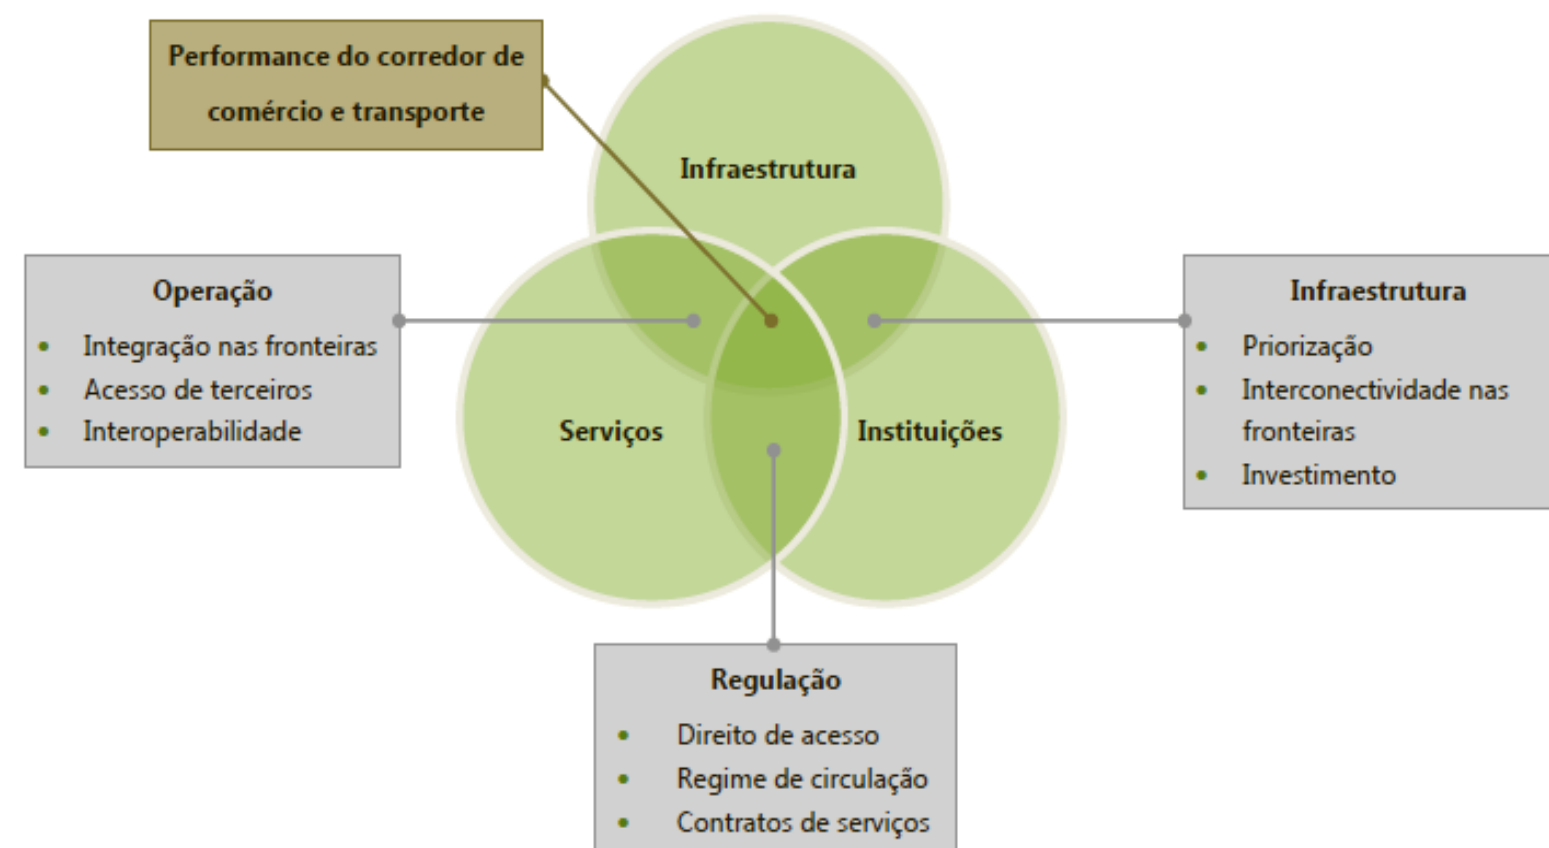 Performance do corredor de
comércio e transporte
Infraestrutura
Operação
• Integração nas fronteiras
• Acesso de terceiros
• Interoperabilidade
Infraestrutura
• Priorização
• Interconectividade nas
fronteiras
• Investimento
Serviços
Instituições
Regulação
• Direito de acesso
• Regime de circulação
• Contratos de serviços